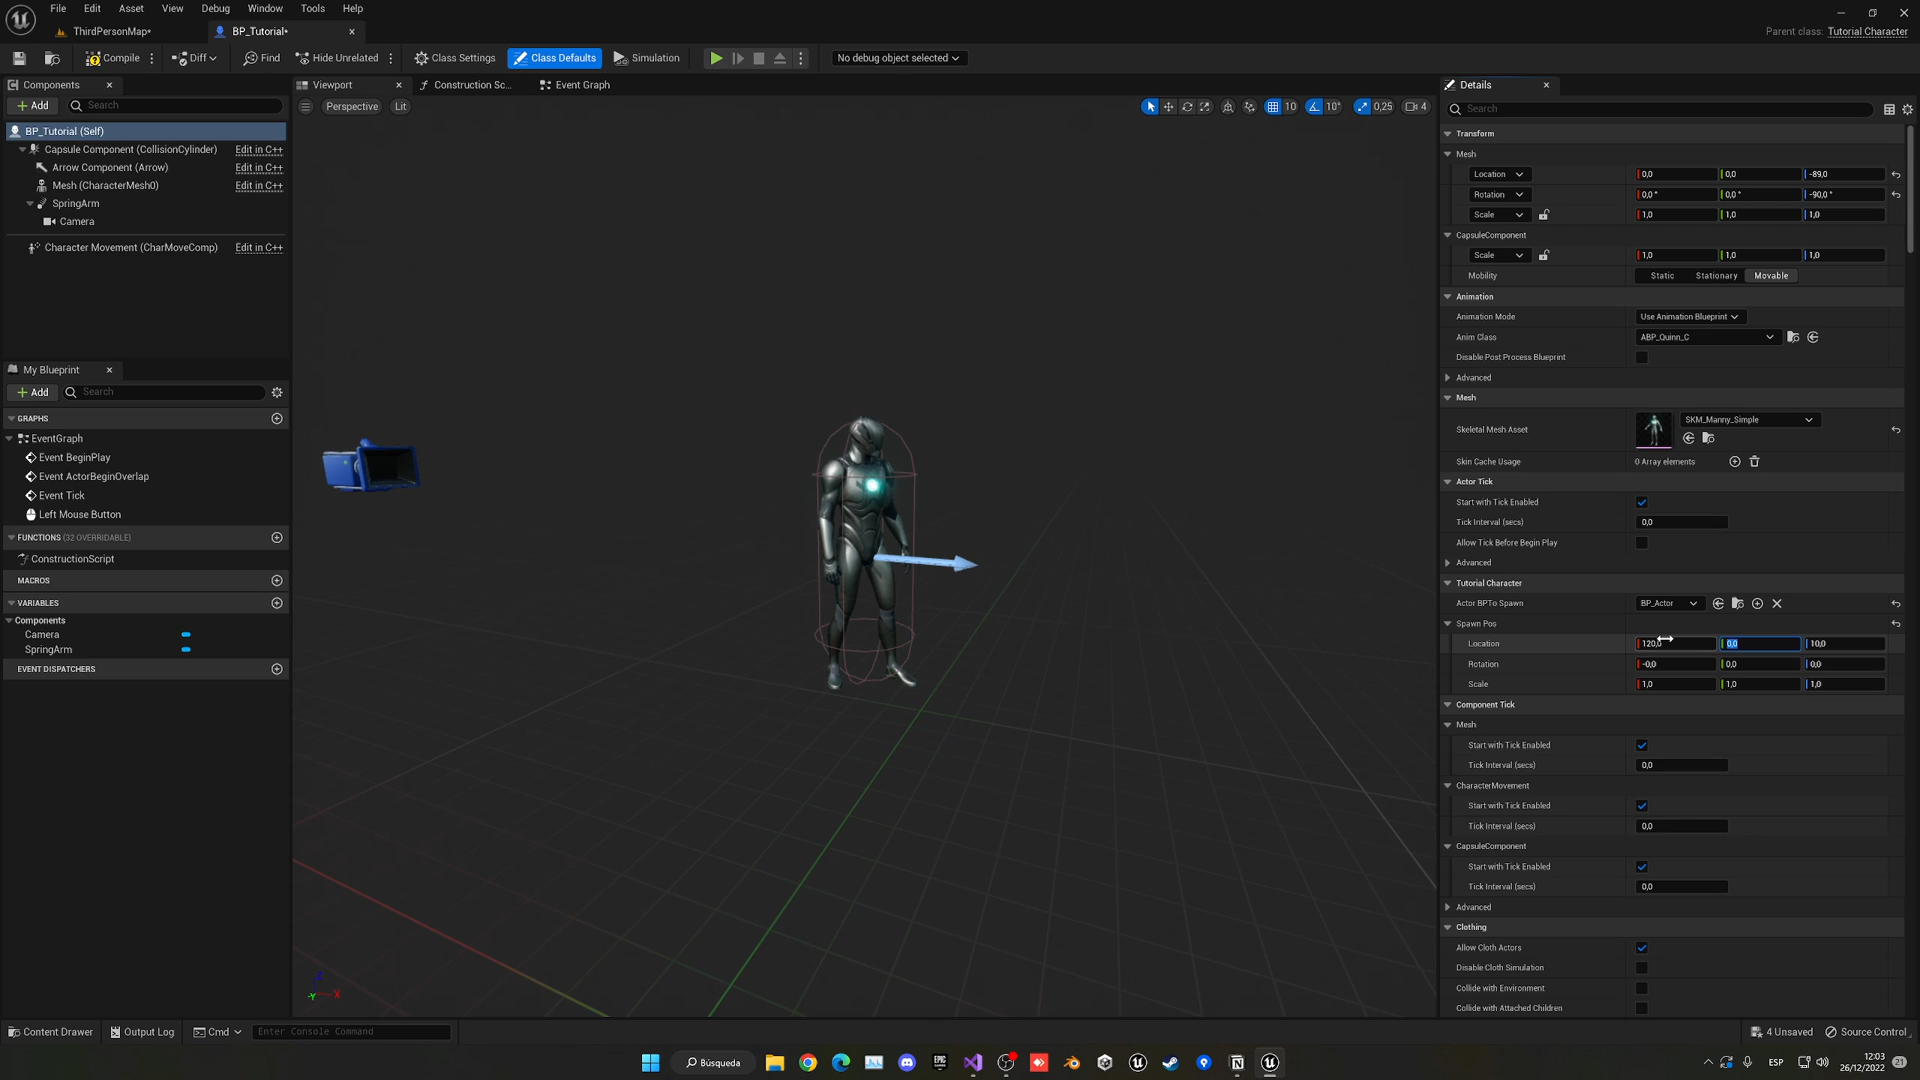 File Edit Asset View Debug Window Tools Help
ThirdPersonMap*
BP_Tutorial*
Parent class: Tutorial Character
Compile
Diff
Find
Hide Unrelated
Class Settings
Class Defaults
Simulation
No debug object selected
Components
Add
Search
BP_Tutorial (Self)
Capsule Component (CollisionCylinder) Edit in C++
Arrow Component (Arrow) Edit in C++
Mesh (CharacterMesh0) Edit in C++
SpringArm
Camera
Character Movement (CharMoveComp) Edit in C++
My Blueprint
Add
Search
GRAPHS
EventGraph
Event BeginPlay
Event ActorBeginOverlap
Event Tick
Left Mouse Button
FUNCTIONS (32 OVERRIDABLE)
ConstructionScript
MACROS
VARIABLES
Components
Camera
SpringArm
EVENT DISPATCHERS
Viewport
Construction Sc...
Event Graph
Perspective
Lit
10
10°
0,25
4
Z
-Y
X
Details
Search
Transform
Mesh
Location 0,0 0,0 -89,0
Rotation 0,0 ° 0,0 ° -90,0 °
Scale 1,0 1,0 1,0
CapsuleComponent
Scale 1,0 1,0 1,0
Mobility Static Stationary Movable
Animation
Animation Mode Use Animation Blueprint
Anim Class ABP_Quinn_C
Disable Post Process Blueprint
Advanced
Mesh
Skeletal Mesh Asset SKM_Manny_Simple
Skin Cache Usage 0 Array elements
Actor Tick
Start with Tick Enabled
Tick Interval (secs) 0,0
Allow Tick Before Begin Play
Advanced
Tutorial Character
Actor BPTo Spawn BP_Actor
Spawn Pos
Location 120,0 0,0 10,0
Rotation -0,0 0,0 0,0
Scale 1,0 1,0 1,0
Component Tick
Mesh
Start with Tick Enabled
Tick Interval (secs) 0,0
CharacterMovement
Start with Tick Enabled
Tick Interval (secs) 0,0
CapsuleComponent
Start with Tick Enabled
Tick Interval (secs) 0,0
Advanced
Clothing
Allow Cloth Actors
Disable Cloth Simulation
Collide with Environment
Collide with Attached Children
Content Drawer
Output Log
Cmd
Enter Console Command
4 Unsaved
Source Control
Búsqueda
EPIC
ESP
12:03
26/12/2022
21